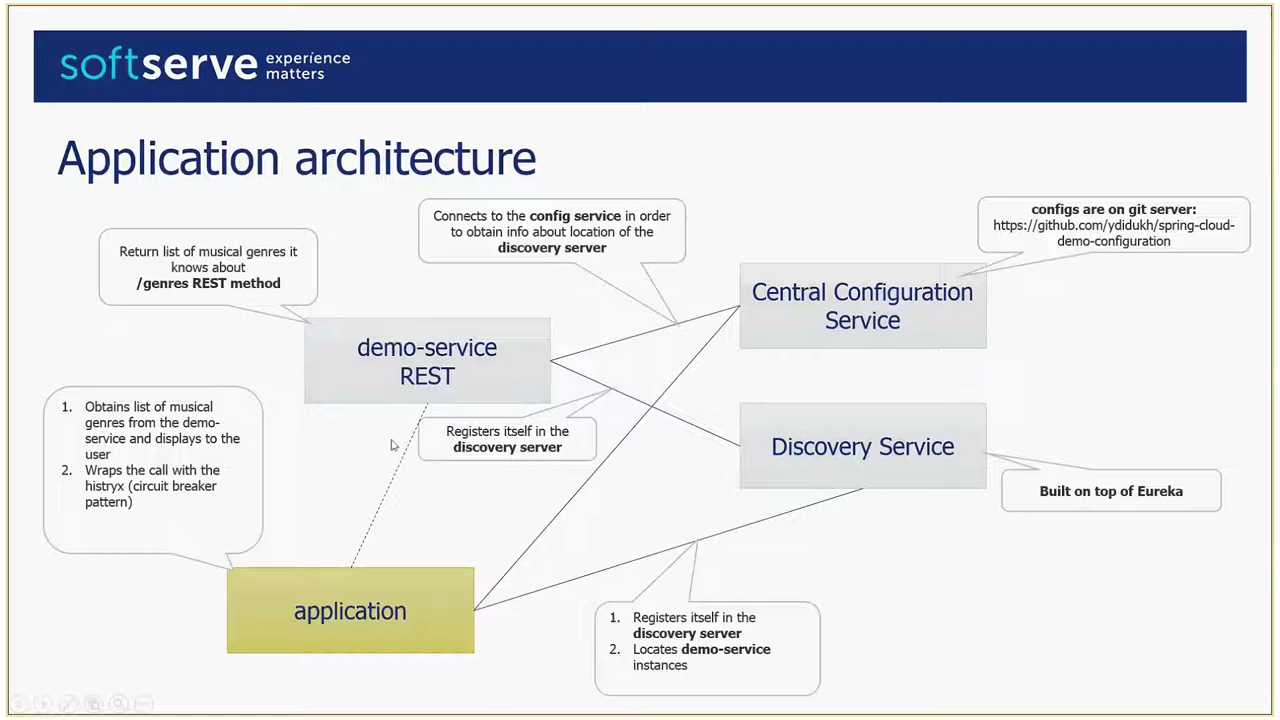 softserve experience
matters
Application architecture
Connects to the config service in order
to obtain info about location of the
discovery server
configs are on git server:
https://github.com/ydidukh/spring-cloud-
demo-configuration
Return list of musical genres it
knows about
/genres REST method
Central Configuration
Service
demo-service
REST
1. Obtains list of musical
genres from the demo-
service and displays to the
user
2. Wraps the call with the
histryx (circuit breaker
pattern)
Registers itself in the
discovery server
Discovery Service
Built on top of Eureka
application
1. Registers itself in the
discovery server
2. Locates demo-service
instances